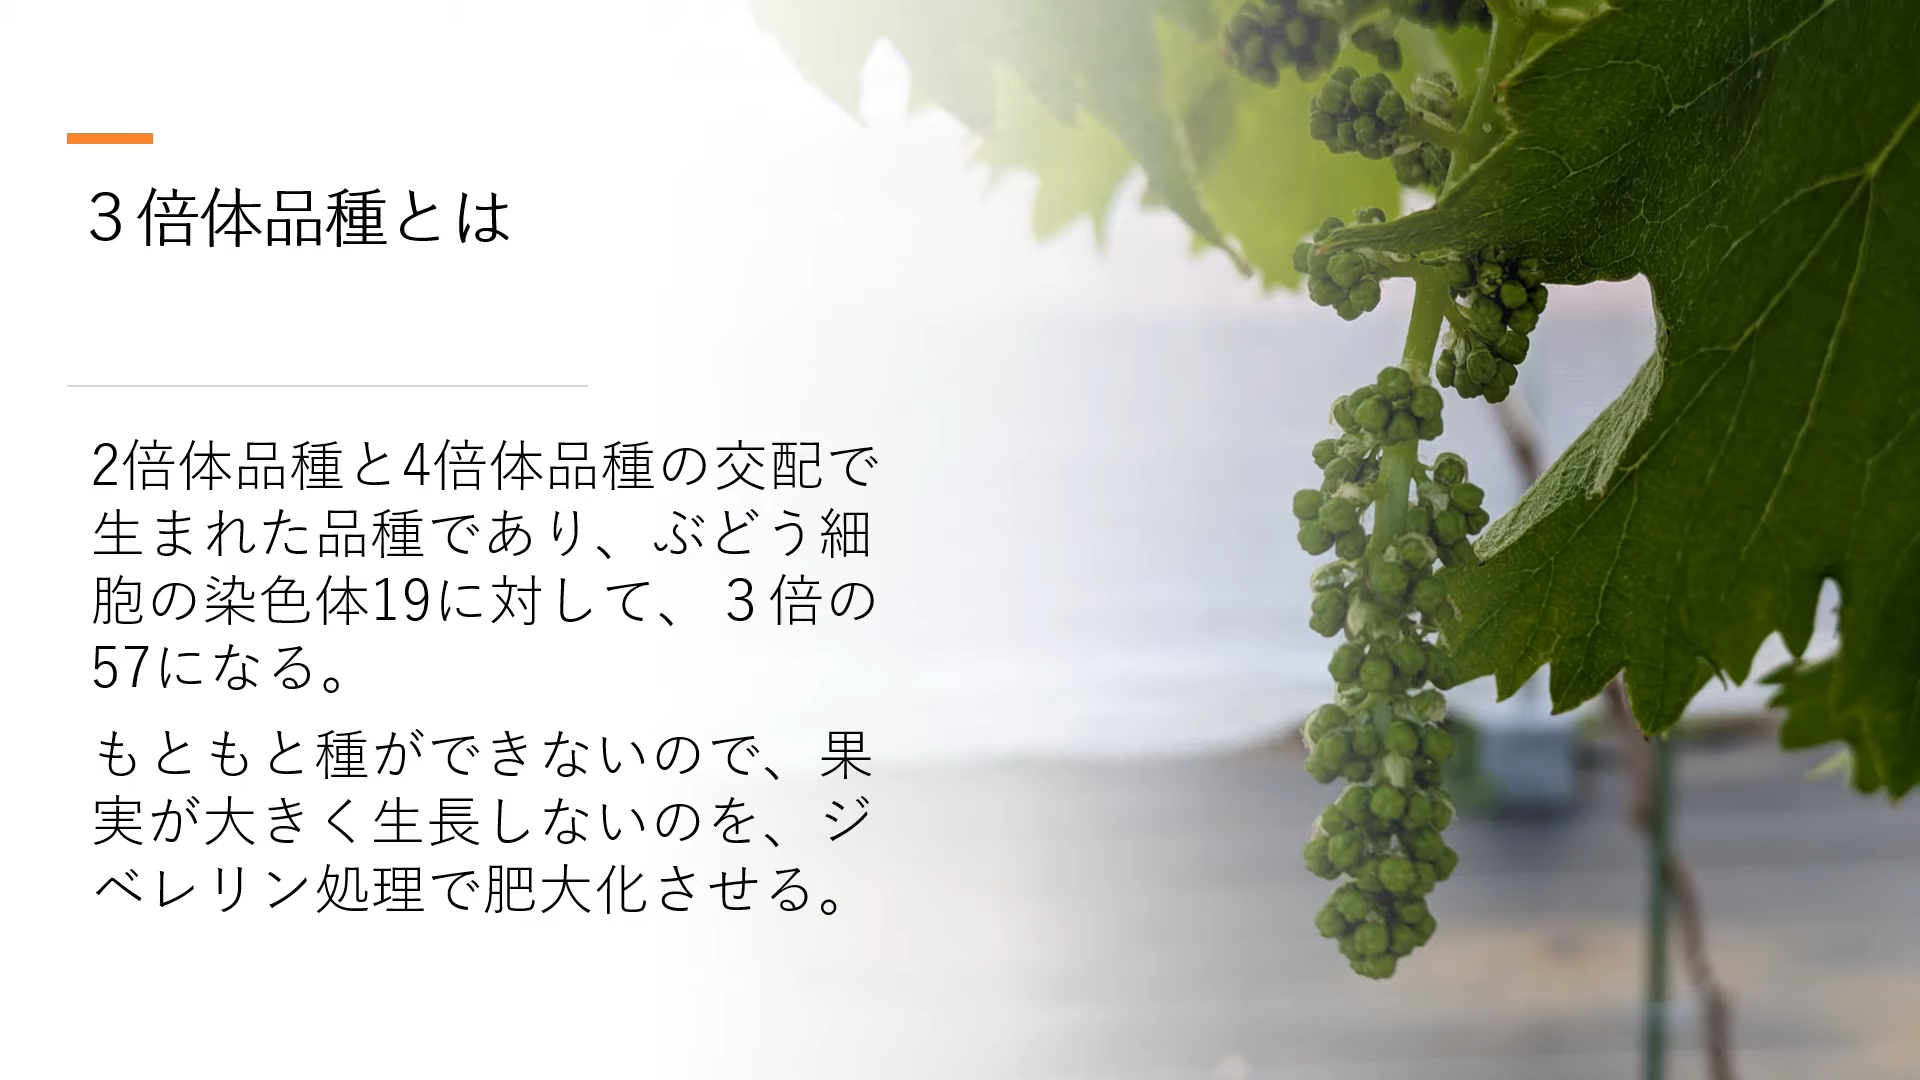 ３倍体品種とは
2倍体品種と4倍体品種の交配で
生まれた品種であり、ぶどう細
胞の染色体19に対して、３倍の
57になる。
もともと種ができないので、果
実が大きく生長しないのを、ジ
ベレリン処理で肥大化させる。